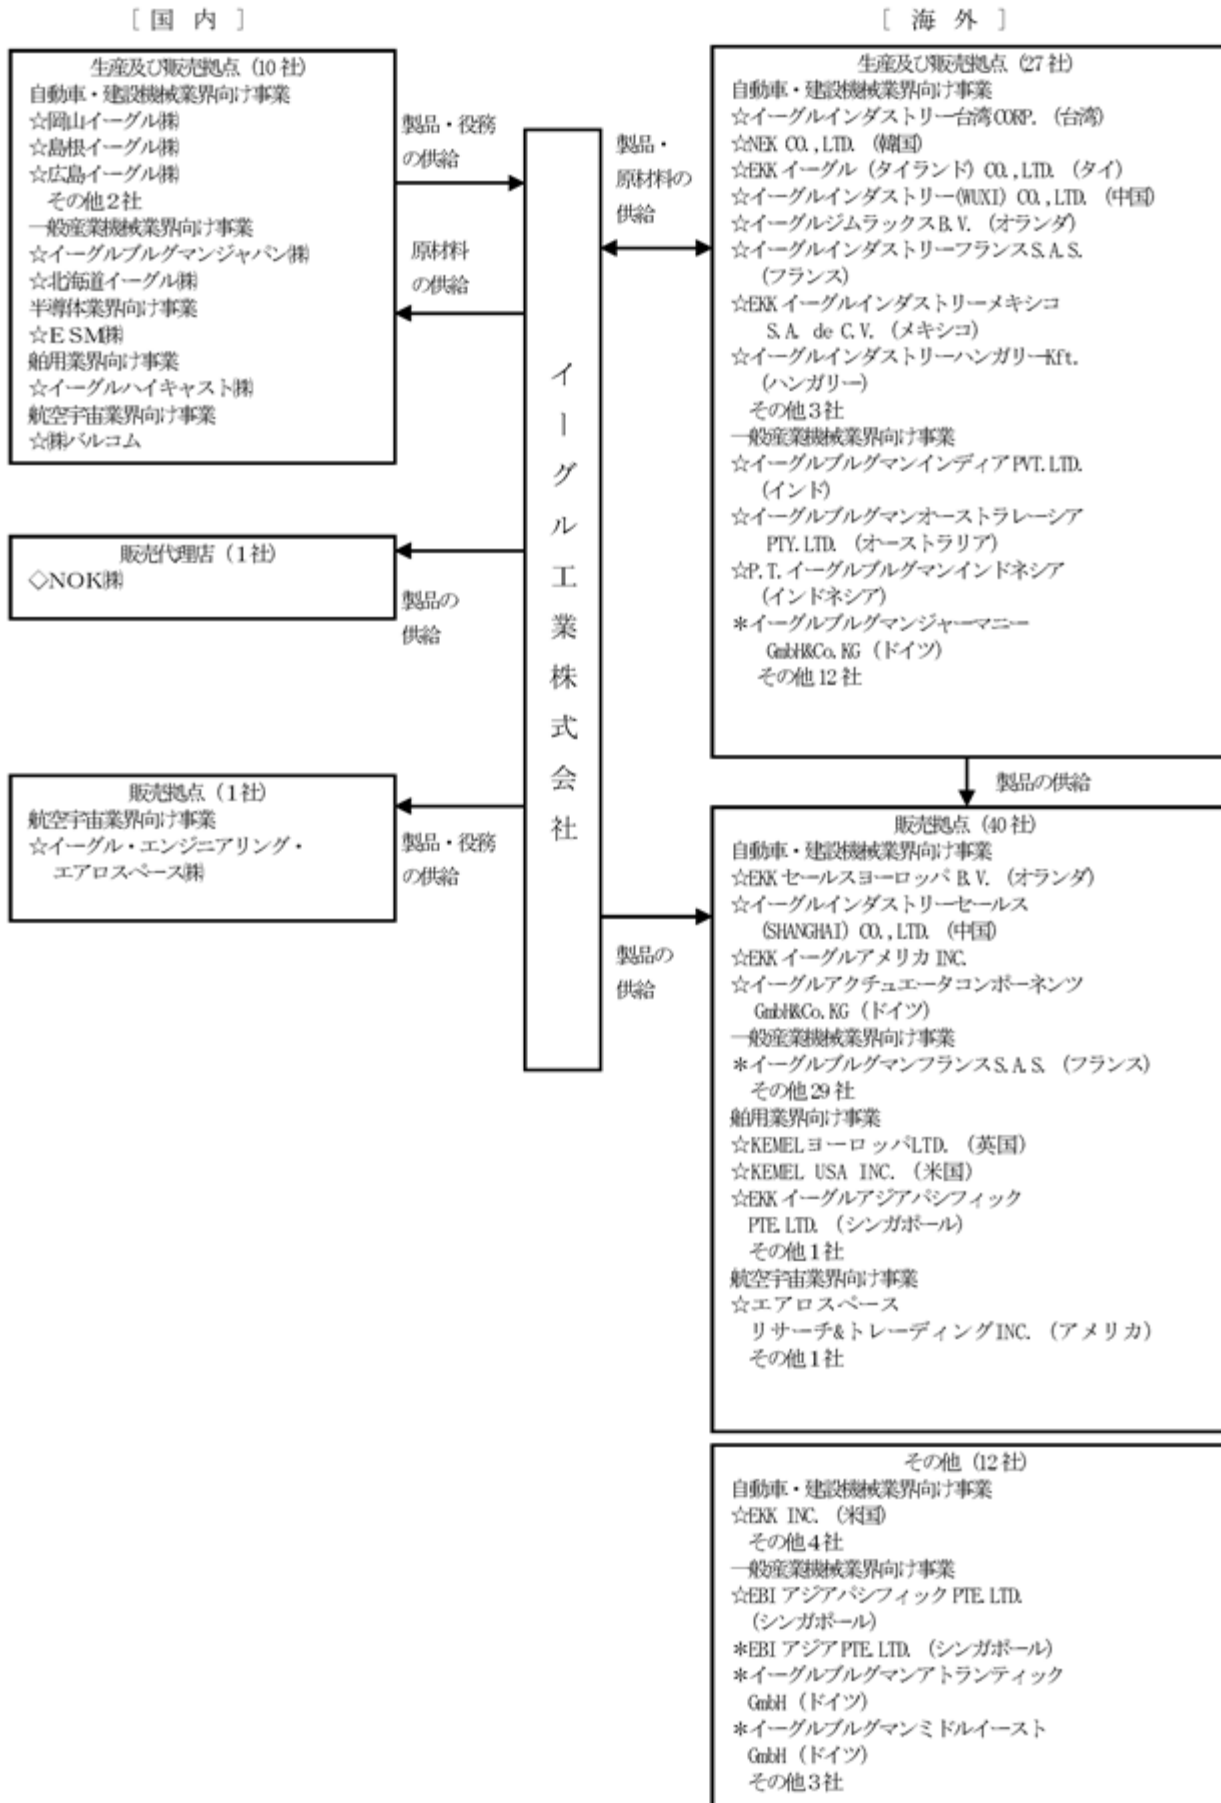 [ 国 内 ]
生産及び販売拠点（10社）
自動車・建設機械業界向け事業
☆岡山イーグル㈱
☆島根イーグル㈱
☆広島イーグル㈱
その他２社
一般産業機械業界向け事業
☆イーグルブルグマンジャパン㈱
☆北海道イーグル㈱
半導体業界向け事業
☆ＥＳＭ㈱
舶用業界向け事業
☆イーグルハイキャスト㈱
航空宇宙業界向け事業
☆㈱バルコム
販売代理店（１社）
◇NOK㈱
販売拠点（１社）
航空宇宙業界向け事業
☆イーグル・エンジニアリング・
エアロスペース㈱
製品・役務
の供給
原材料
の供給
製品の
供給
製品・役務
の供給
イーグル工業株式会社
製品・
原材料の
供給
製品の
供給
[ 海 外 ]
生産及び販売拠点（27社）
自動車・建設機械業界向け事業
☆イーグルインダストリー台湾CORP.（台湾）
☆NEK CO.,LTD.（韓国）
☆EKKイーグル（タイランド）CO.,LTD.（タイ）
☆イーグルインダストリー(WUXI) CO.,LTD.（中国）
☆イーグルジムラックスB.V.（オランダ）
☆イーグルインダストリーフランスS.A.S.
（フランス）
☆EKKイーグルインダストリーメキシコ
S.A. de C.V.（メキシコ）
☆イーグルインダストリーハンガリーKft.
（ハンガリー）
その他３社
一般産業機械業界向け事業
☆イーグルブルグマンインディアPVT.LTD.
（インド）
☆イーグルブルグマンオーストラレーシア
PTY.LTD.（オーストラリア）
☆P.T.イーグルブルグマンインドネシア
（インドネシア）
＊イーグルブルグマンジャーマニー
GmbH&Co.KG（ドイツ）
その他12社
製品の供給
販売拠点（40社）
自動車・建設機械業界向け事業
☆EKKセールスヨーロッパ B.V.（オランダ）
☆イーグルインダストリーセールス
(SHANGHAI) CO.,LTD.（中国）
☆EKKイーグルアメリカ INC.
☆イーグルアクチュエータコンポーネンツ
GmbH&Co.KG（ドイツ）
一般産業機械業界向け事業
＊イーグルブルグマンフランスS.A.S.（フランス）
その他29社
舶用業界向け事業
☆KEMELヨーロッパLTD.（英国）
☆KEMEL USA INC.（米国）
☆EKKイーグルアジアパシフィック
PTE.LTD.（シンガポール）
その他１社
航空宇宙業界向け事業
☆エアロスペース
リサーチ&トレーディングINC.（アメリカ）
その他１社
その他（12社）
自動車・建設機械業界向け事業
☆EKK INC.（米国）
その他４社
一般産業機械業界向け事業
☆EBIアジアパシフィックPTE.LTD.
（シンガポール）
＊EBIアジアPTE.LTD.（シンガポール）
＊イーグルブルグマンアトランティック
GmbH（ドイツ）
＊イーグルブルグマンミドルイースト
GmbH（ドイツ）
その他３社